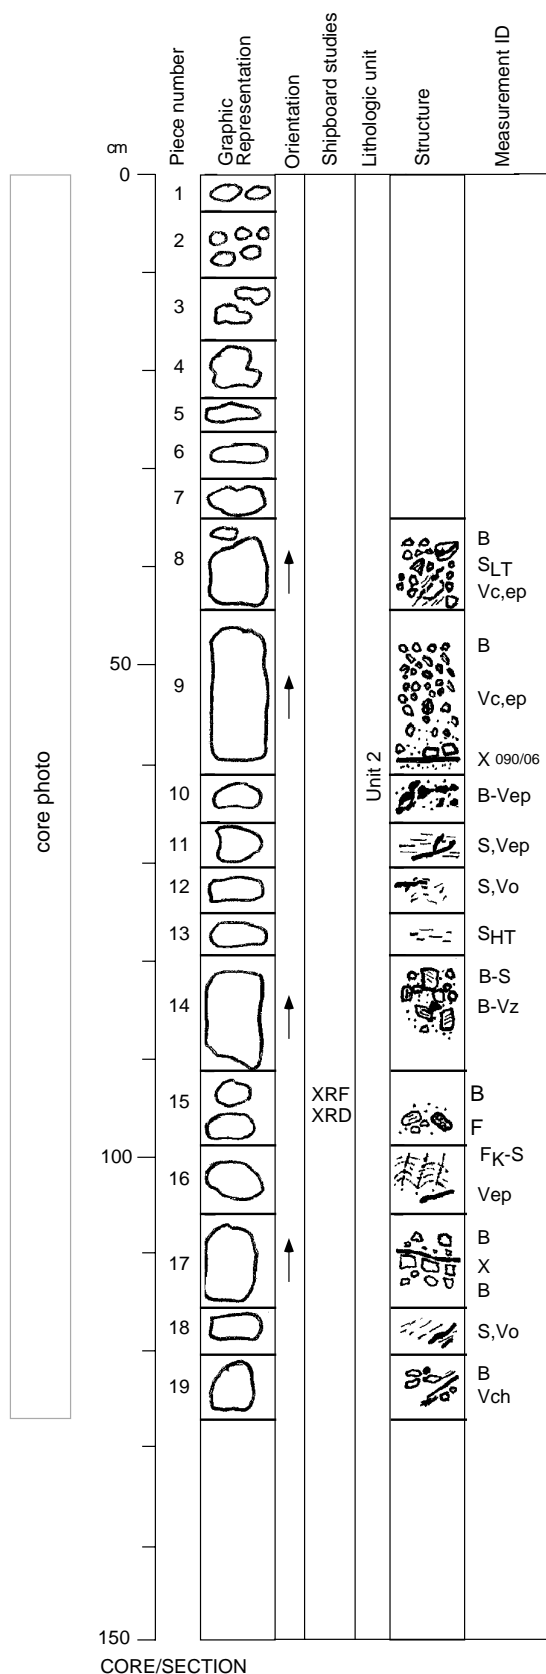 cm
Piece number
Graphic
Representation
Orientation
Shipboard studies
Lithologic unit
Structure
Measurement ID
0
1
2
3
4
5
6
7
8
B
SLT
Vc,ep
50
9
B
Vc,ep
X 090/06
core photo
Unit 2
10
B-Vep
11
S,Vep
12
S,Vo
13
SHT
14
B-S
B-Vz
15
XRF
XRD
B
F
100
16
FK-S
Vep
17
B
X
B
18
S,Vo
19
B
Vch
150
CORE/SECTION